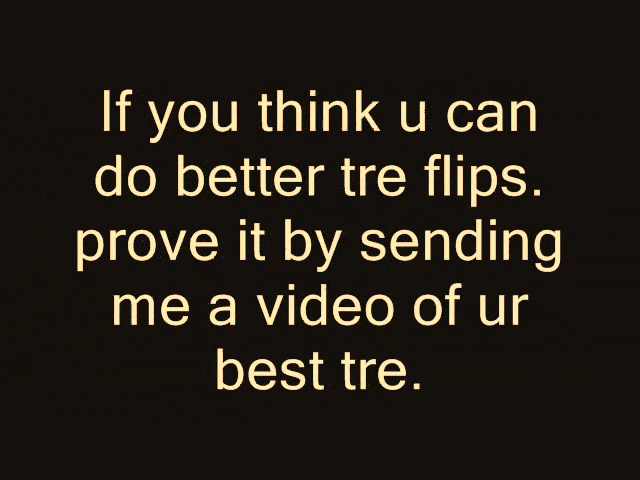 If you think u can
do better tre flips.
prove it by sending
me a video of ur
best tre.